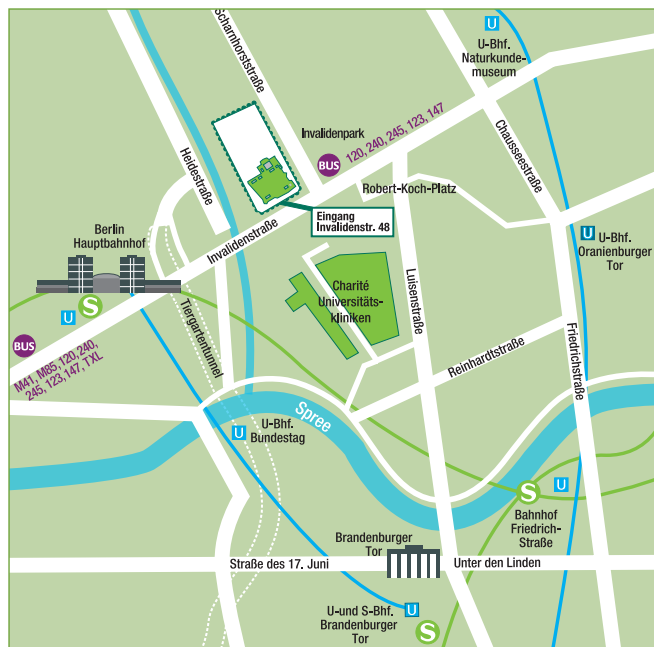 U
U-Bhf.
Naturkunde-
museum
Scharnhorststraße
Invalidenpark
BUS
120, 240, 245, 123, 147
Chausseestraße
Heidestraße
Robert-Koch-Platz
Eingang
Invalidenstr. 48
Berlin
Hauptbahnhof
Invalidenstraße
U
U-Bhf.
Oranienburger
Tor
Charité
Universitäts-
kliniken
Luisenstraße
S
U
Tiergartentunnel
BUS
M41, M85, 120, 240,
245, 123, 147, TXL
Reinhardtstraße
Friedrichstraße
Spree
U
U-Bhf.
Bundestag
S
U
Bahnhof
Friedrich-
Straße
Brandenburger
Tor
Straße des 17. Juni
Unter den Linden
U-und S-Bhf.
Brandenburger
Tor
U
S